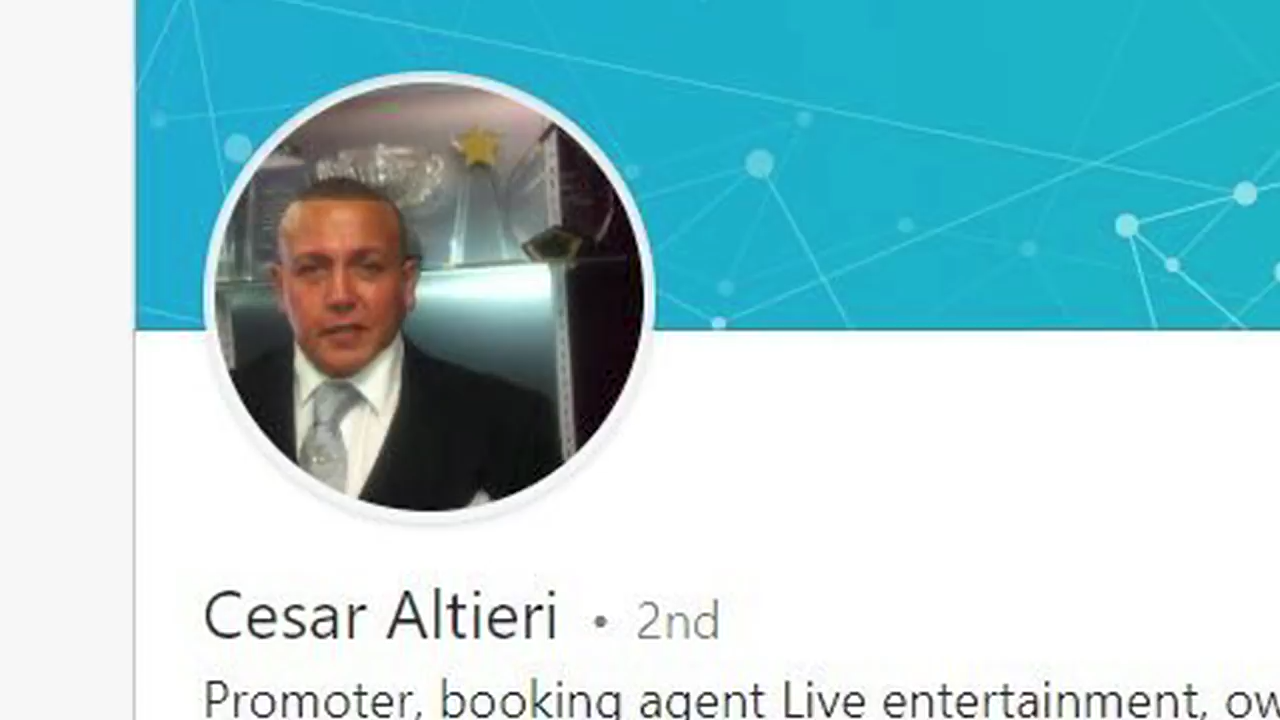 Cesar Altieri • 2nd
Promoter, booking agent Live entertainment,